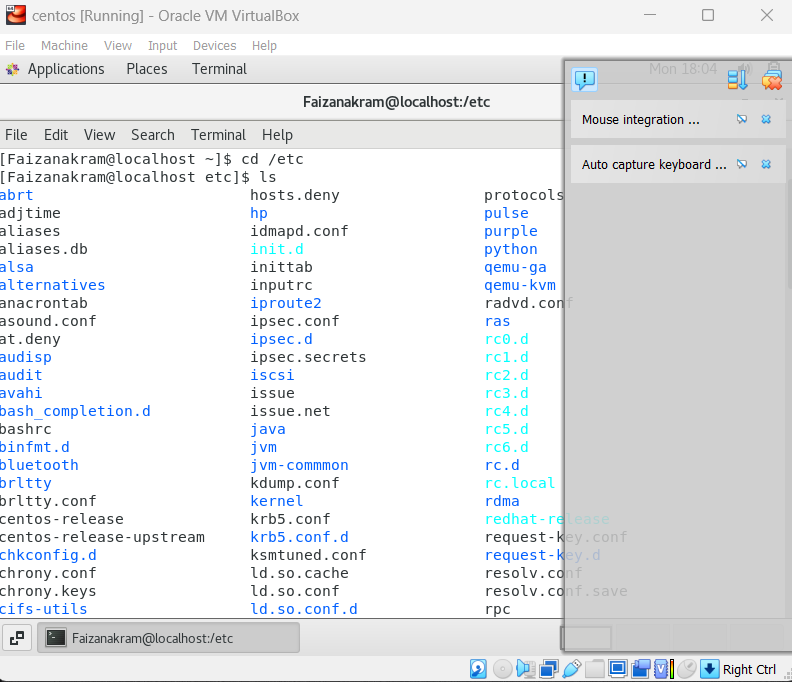 centos [Running] - Oracle VM VirtualBox
File Machine View Input Devices Help
Applications Places Terminal Mon 18:04
Faizanakram@localhost:/etc
Mouse integration ...
File Edit View Search Terminal Help
Auto capture keyboard ...
[Faizanakram@localhost ~]$ cd /etc
[Faizanakram@localhost etc]$ ls
abrt hosts.deny protocols
adjtime hp pulse
aliases idmapd.conf purple
aliases.db init.d python
alsa inittab qemu-ga
alternatives inputrc qemu-kvm
anacrontab iproute2 radvd.conf
asound.conf ipsec.conf ras
at.deny ipsec.d rc0.d
audisp ipsec.secrets rc1.d
audit iscsi rc2.d
avahi issue rc3.d
bash_completion.d issue.net rc4.d
bashrc java rc5.d
binfmt.d jvm rc6.d
bluetooth jvm-commmon rc.d
brltty kdump.conf rc.local
brltty.conf kernel rdma
centos-release krb5.conf redhat-release
centos-release-upstream krb5.conf.d request-key.conf
chkconfig.d ksmtuned.conf request-key.d
chrony.conf ld.so.cache resolv.conf
chrony.keys ld.so.conf resolv.conf.save
cifs-utils ld.so.conf.d rpc
Faizanakram@localhost:/etc
Right Ctrl